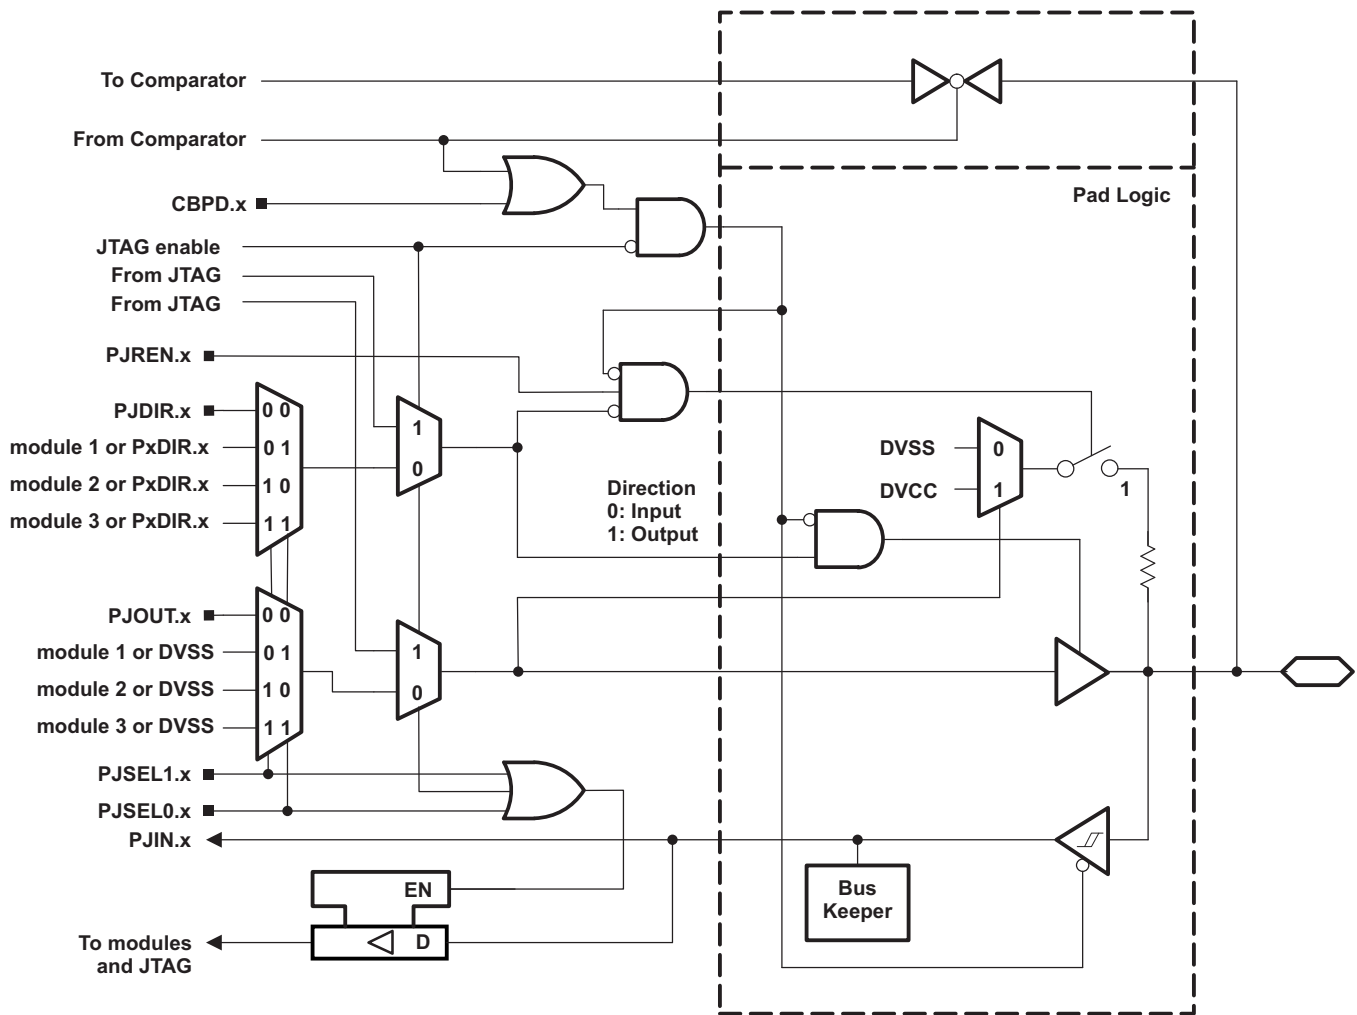 To Comparator
From Comparator
Pad Logic
CBPD.x
JTAG enable
From JTAG
From JTAG
PJREN.x
PJDIR.x
0 0
module 1 or PxDIR.x
0 1
module 2 or PxDIR.x
1 0
module 3 or PxDIR.x
1 1
1
0
DVSS
0
DVCC
1
1
Direction
0: Input
1: Output
PJOUT.x
0 0
module 1 or DVSS
0 1
module 2 or DVSS
1 0
module 3 or DVSS
1 1
1
0
PJSEL1.x
PJSEL0.x
PJIN.x
EN
D
Bus
Keeper
To modules
and JTAG